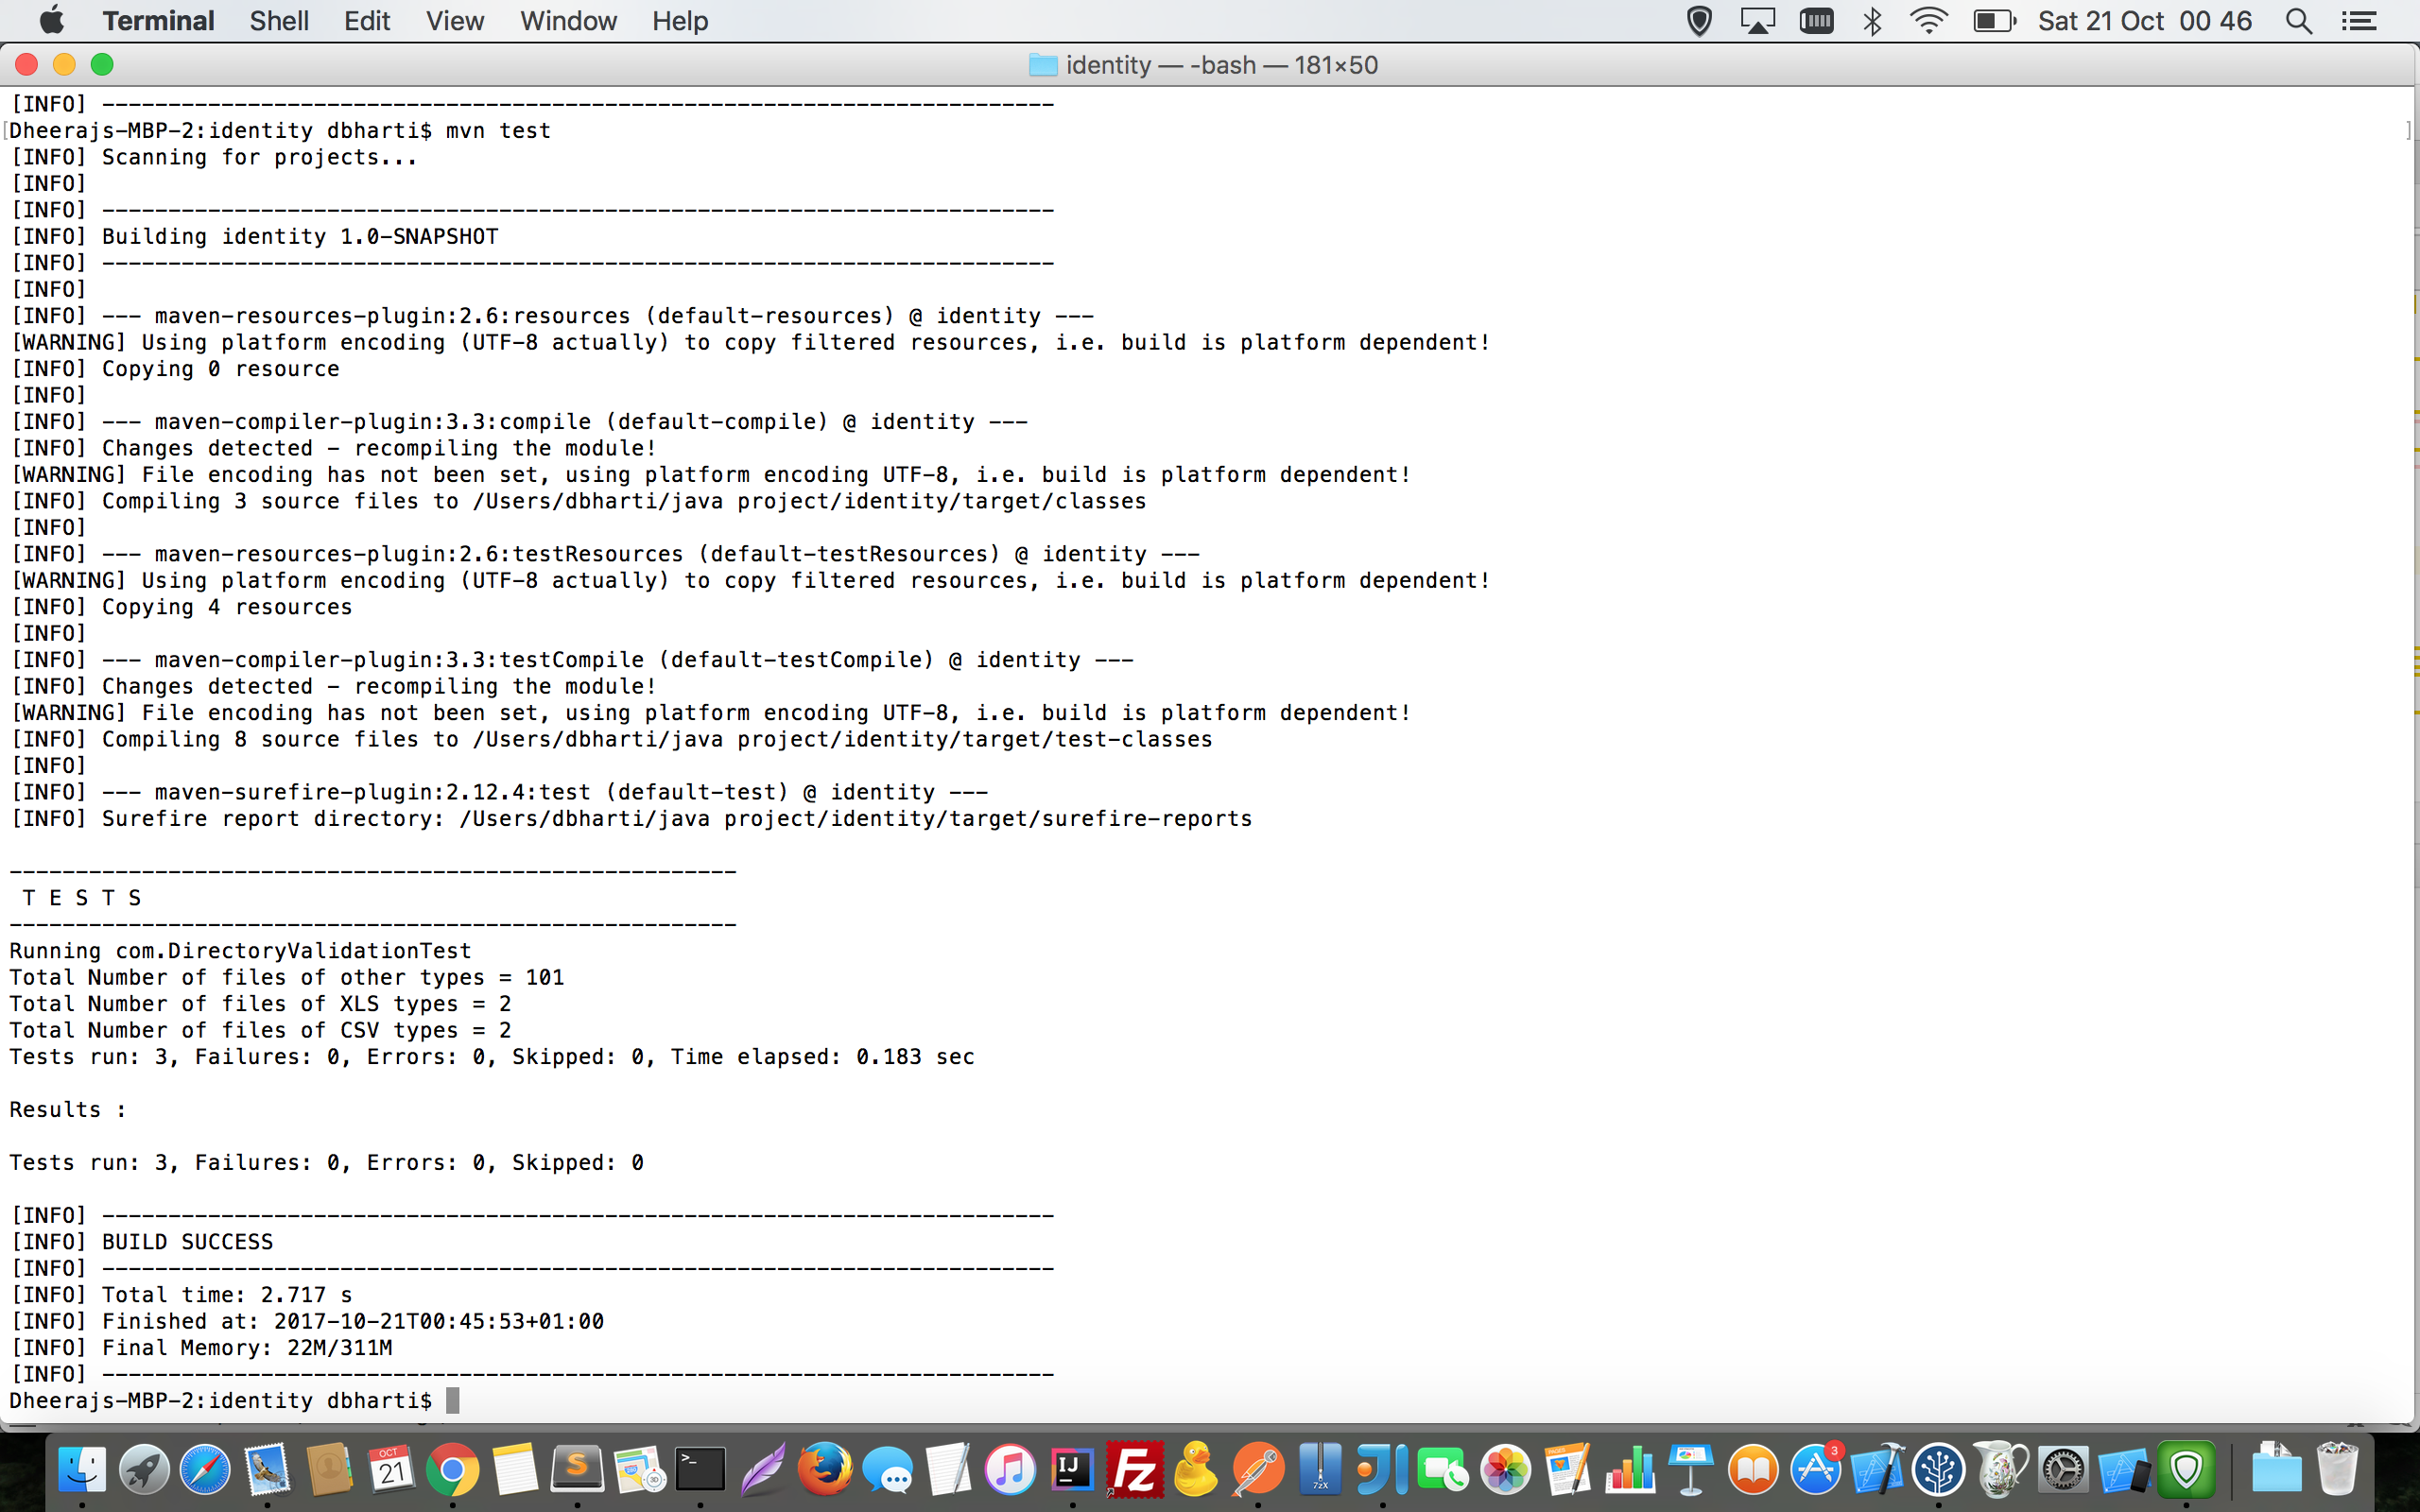 Terminal Shell Edit View Window Help Sat 21 Oct 00 46
identity — -bash — 181×50
[INFO] ------------------------------------------------------------------------
[Dheerajs-MBP-2:identity dbharti$ mvn test ]
[INFO] Scanning for projects...
[INFO]
[INFO] ------------------------------------------------------------------------
[INFO] Building identity 1.0-SNAPSHOT
[INFO] ------------------------------------------------------------------------
[INFO]
[INFO] --- maven-resources-plugin:2.6:resources (default-resources) @ identity ---
[WARNING] Using platform encoding (UTF-8 actually) to copy filtered resources, i.e. build is platform dependent!
[INFO] Copying 0 resource
[INFO]
[INFO] --- maven-compiler-plugin:3.3:compile (default-compile) @ identity ---
[INFO] Changes detected - recompiling the module!
[WARNING] File encoding has not been set, using platform encoding UTF-8, i.e. build is platform dependent!
[INFO] Compiling 3 source files to /Users/dbharti/java project/identity/target/classes
[INFO]
[INFO] --- maven-resources-plugin:2.6:testResources (default-testResources) @ identity ---
[WARNING] Using platform encoding (UTF-8 actually) to copy filtered resources, i.e. build is platform dependent!
[INFO] Copying 4 resources
[INFO]
[INFO] --- maven-compiler-plugin:3.3:testCompile (default-testCompile) @ identity ---
[INFO] Changes detected - recompiling the module!
[WARNING] File encoding has not been set, using platform encoding UTF-8, i.e. build is platform dependent!
[INFO] Compiling 8 source files to /Users/dbharti/java project/identity/target/test-classes
[INFO]
[INFO] --- maven-surefire-plugin:2.12.4:test (default-test) @ identity ---
[INFO] Surefire report directory: /Users/dbharti/java project/identity/target/surefire-reports
-------------------------------------------------------
T E S T S
-------------------------------------------------------
Running com.DirectoryValidationTest
Total Number of files of other types = 101
Total Number of files of XLS types = 2
Total Number of files of CSV types = 2
Tests run: 3, Failures: 0, Errors: 0, Skipped: 0, Time elapsed: 0.183 sec
Results :
Tests run: 3, Failures: 0, Errors: 0, Skipped: 0
[INFO] ------------------------------------------------------------------------
[INFO] BUILD SUCCESS
[INFO] ------------------------------------------------------------------------
[INFO] Total time: 2.717 s
[INFO] Finished at: 2017-10-21T00:45:53+01:00
[INFO] Final Memory: 22M/311M
[INFO] ------------------------------------------------------------------------
Dheerajs-MBP-2:identity dbharti$
OCT
21
S
>_
IJ
Fz
7zX
3